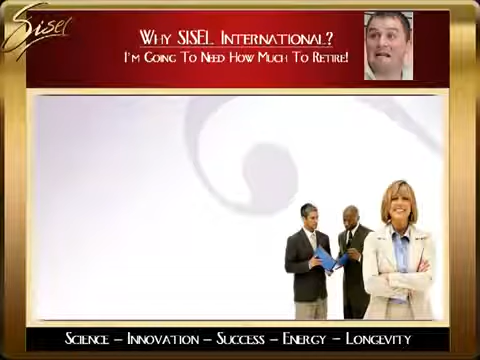 Sisel
Why SISEL International?
I'm Going To Need How Much To Retire!
Science – Innovation – Success – Energy – Longevity